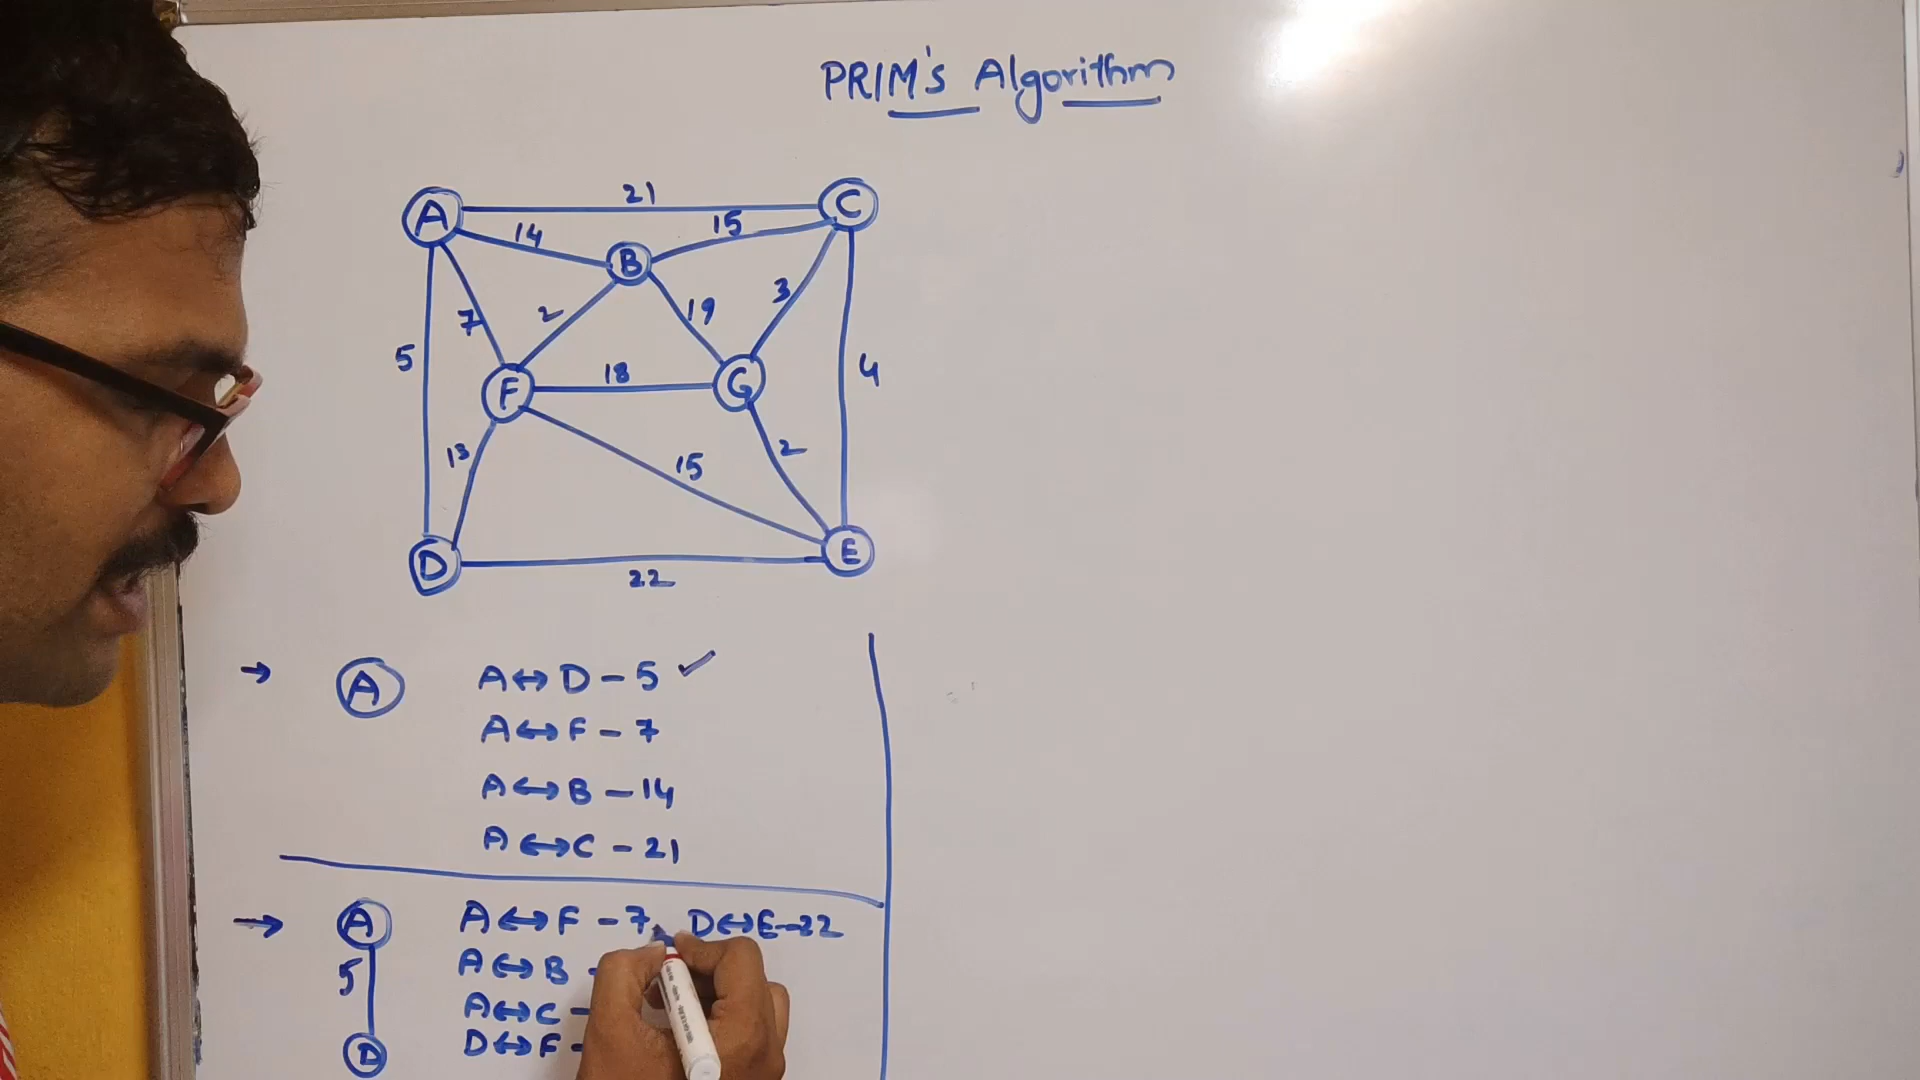 PRIM's Algorithm
21
A
C
14
15
B
7
2
19
3
5
4
F
18
G
13
15
2
D
E
22
→ A A↔D-5 ✓
A↔F-7
A↔B-14
A↔C-21
→ A A↔F-7 D↔E-22
5 A↔B-
A↔C-
D D↔F-